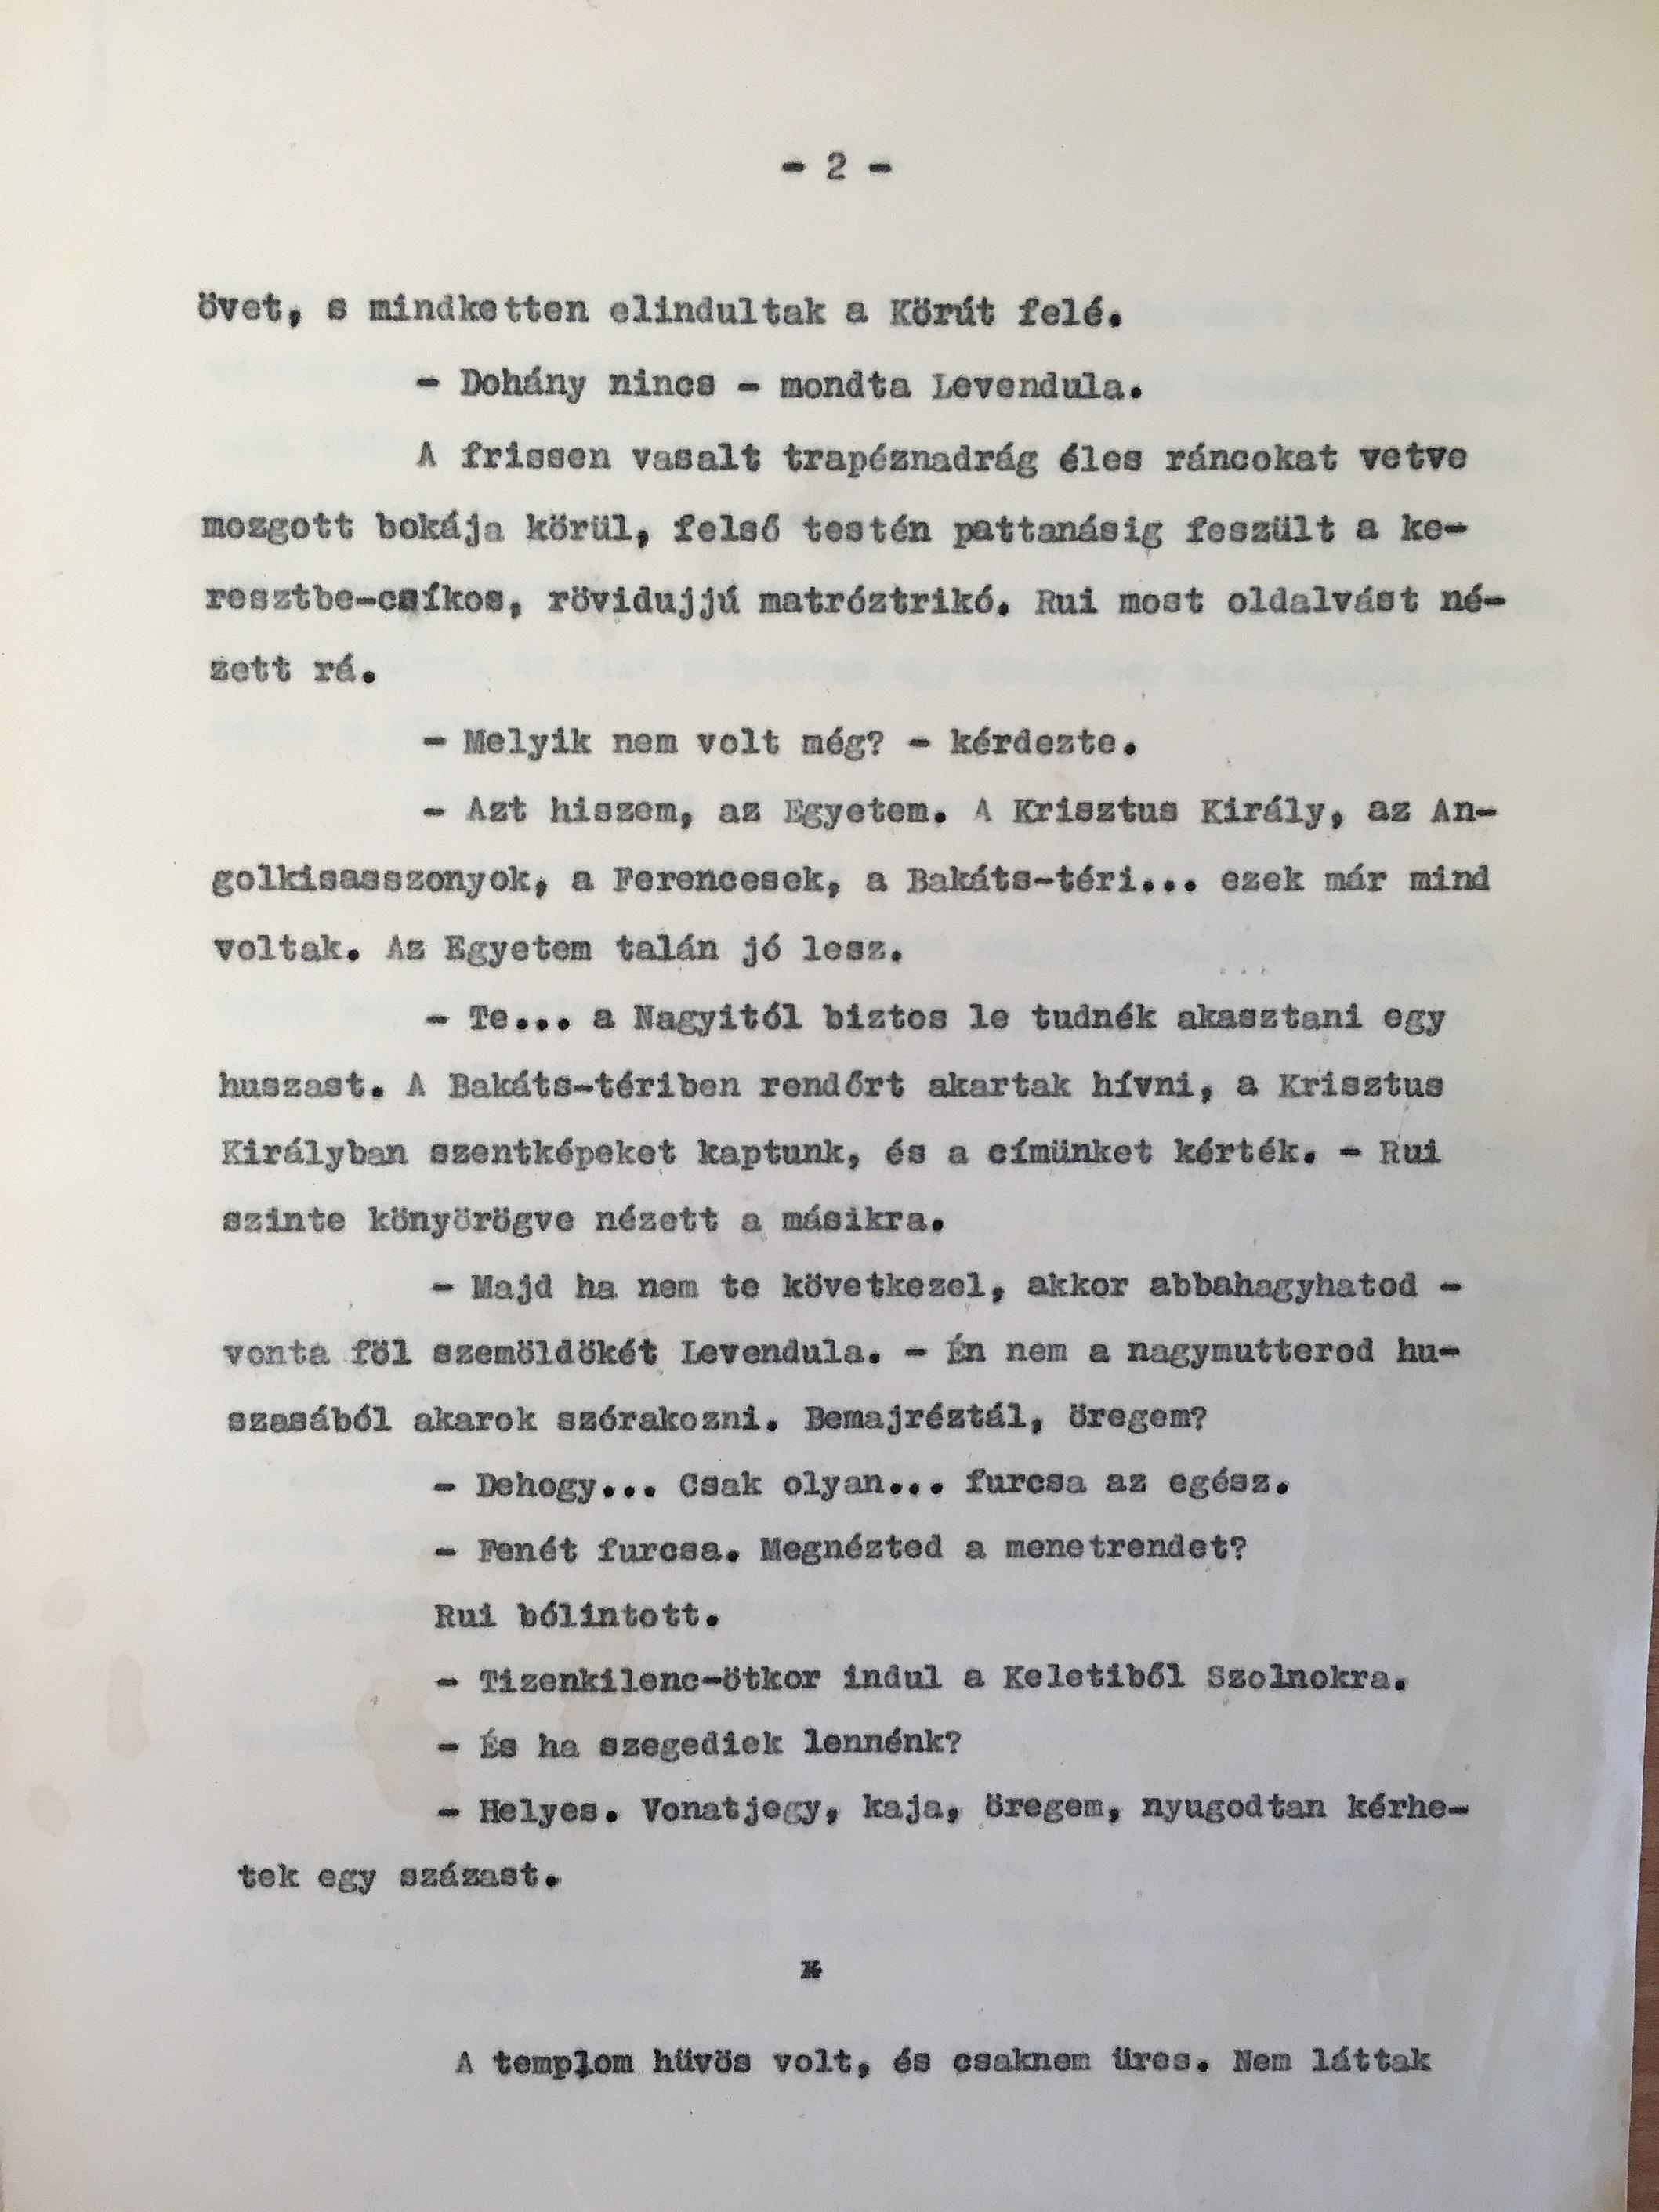 - 2 -
övet, s mindketten elindultak a Körút felé.
- Dohány nincs - mondta Levendula.
A frissen vasalt trapéznadrág éles ráncokat vetve
mozgott bokája körül, felső testén pattanásig feszült a ke-
resztbe-csíkos, rövidujjú matróztrikó. Rui most oldalvást né-
zett rá.
- Melyik nem volt még? - kérdezte.
- Azt hiszem, az Egyetem. A Krisztus Király, az An-
golkisasszonyok, a Ferencesek, a Bakáts-téri... ezek már mind
voltak. Az Egyetem talán jó lesz.
- Te... a Nagyitól biztos le tudnék akasztani egy
huszast. A Bakáts-tériben rendőrt akartak hívni, a Krisztus
Királyban szentképeket kaptunk, és a címünket kérték. - Rui
szinte könyörögve nézett a másikra.
- Majd ha nem te következel, akkor abbahagyhatod -
vonta föl szemöldökét Levendula. - Én nem a nagymutterod hu-
szasából akarok szórakozni. Bemajréztál, öregem?
- Dehogy... Csak olyan... furcsa az egész.
- Fenét furcsa. Megnézted a menetrendet?
Rui bólintott.
- Tizenkilenc-ötkor indul a Keletiből Szolnokra.
- És ha szegediek lennénk?
- Helyes. Vonatjegy, kaja, öregem, nyugodtan kérhe-
tek egy százast.
*
A templom hüvös volt, és csaknem üres. Nem láttak